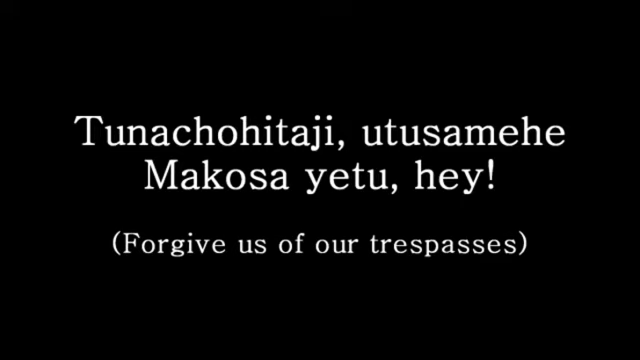 Tunachohitaji, utusamehe
Makosa yetu, hey!
(Forgive us of our trespasses)